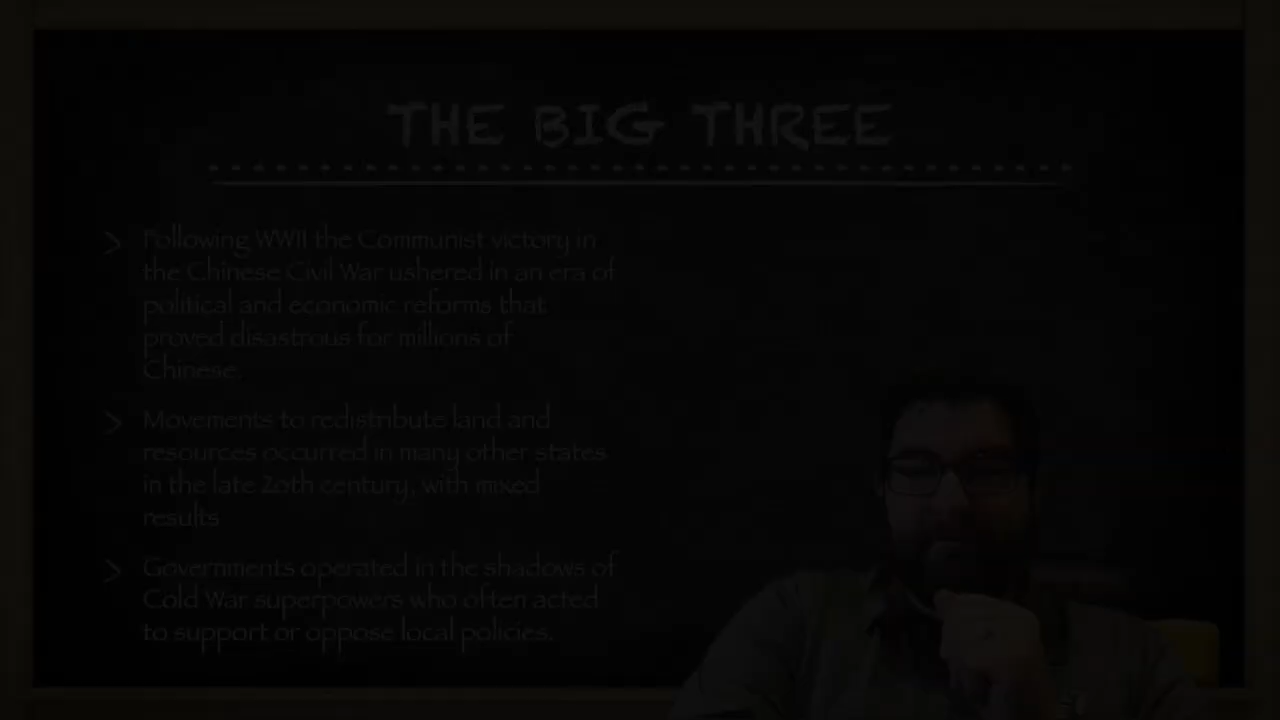 THE BIG THREE
Following WWII the Communist victory in
the Chinese Civil War ushered in an era of
political and economic reforms that
proved disastrous for millions of
Chinese.
Movements to redistribute land and
resources occurred in many other states
in the late 20th century, with mixed
results
Governments operated in the shadows of
Cold War superpowers who often acted
to support or oppose local policies.